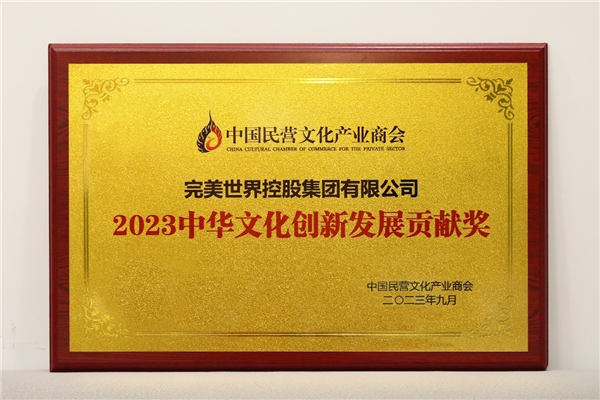 中国民营文化产业商会
CHINA CULTURAL CHAMBER OF COMMERCE FOR THE PRIVATE SECTOR
完美世界控股集团有限公司
2023中华文化创新发展贡献奖
中国民营文化产业商会
二〇二三年九月